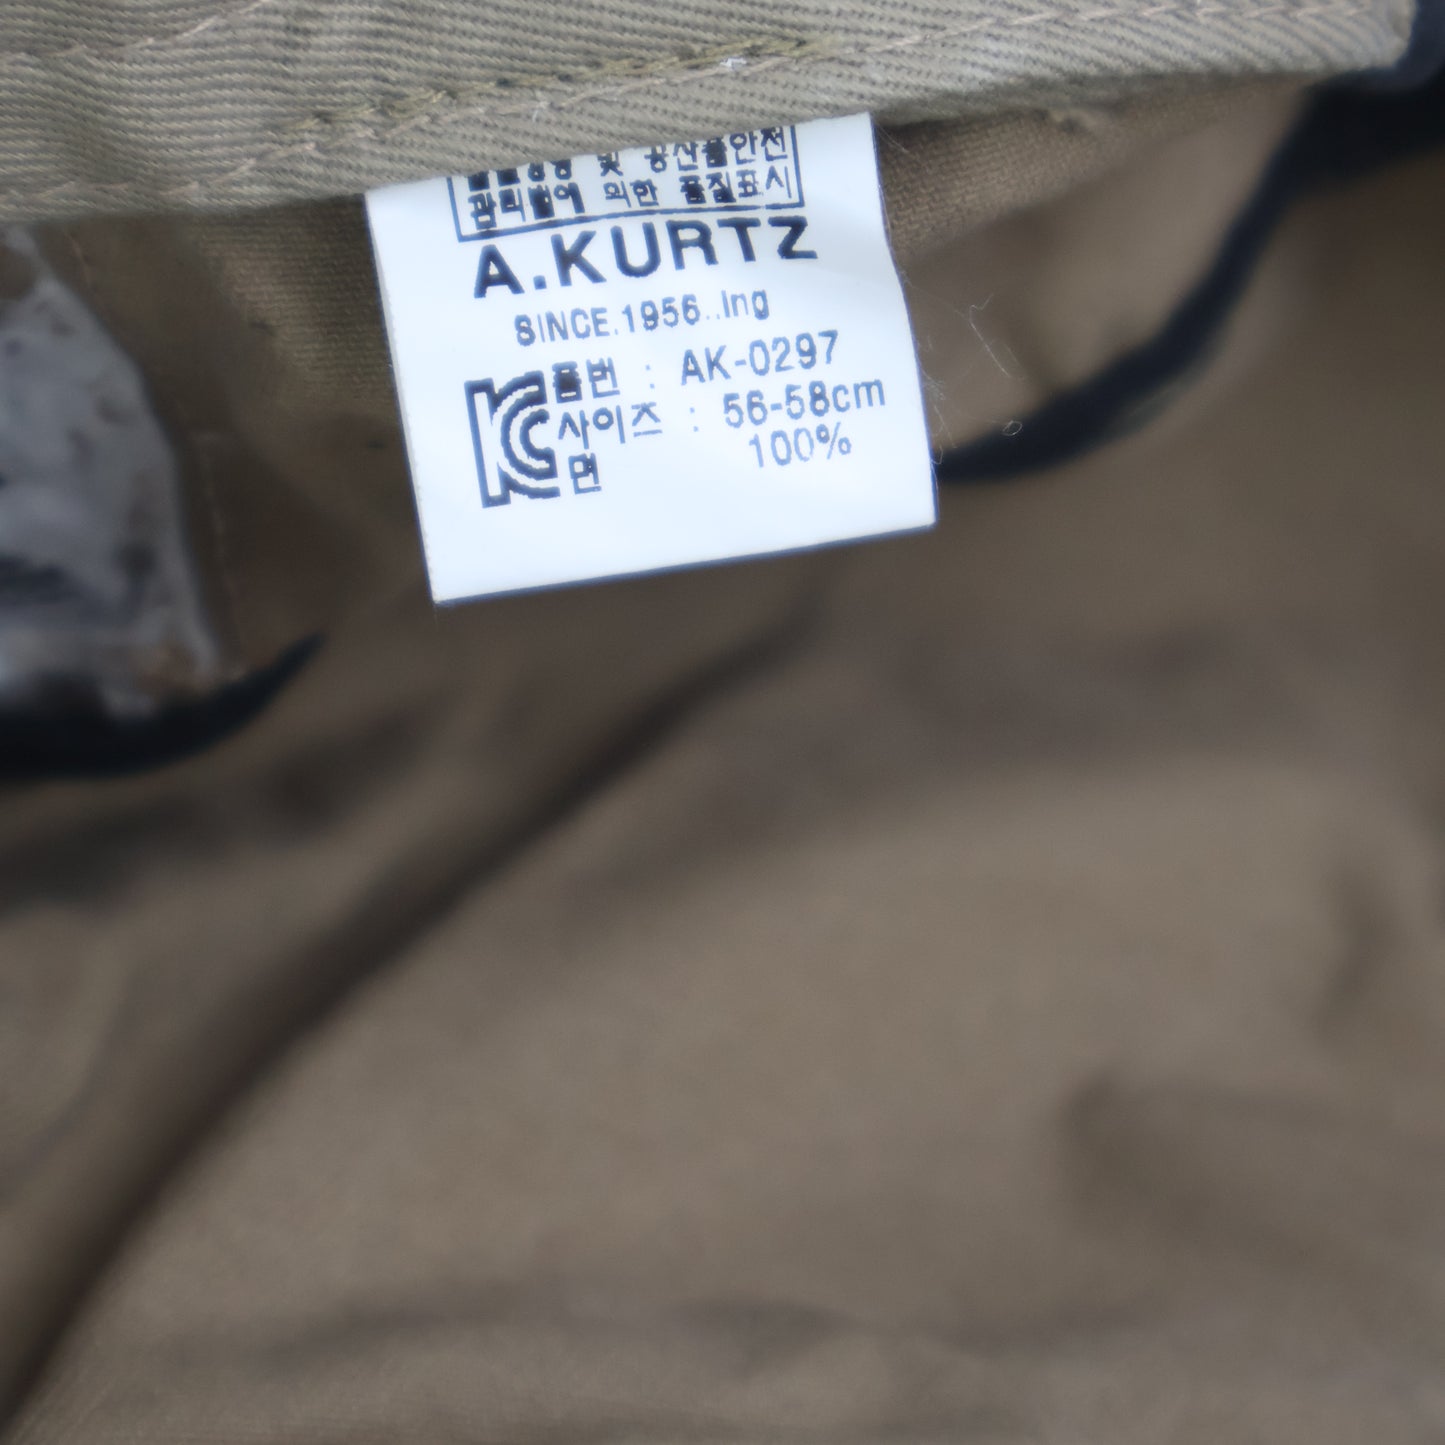 및 공산품안전
관리법에 의한 품질표시
A.KURTZ
SINCE.1956..ing
품번 : AK-0297
사이즈 : 56-58cm
면 100%